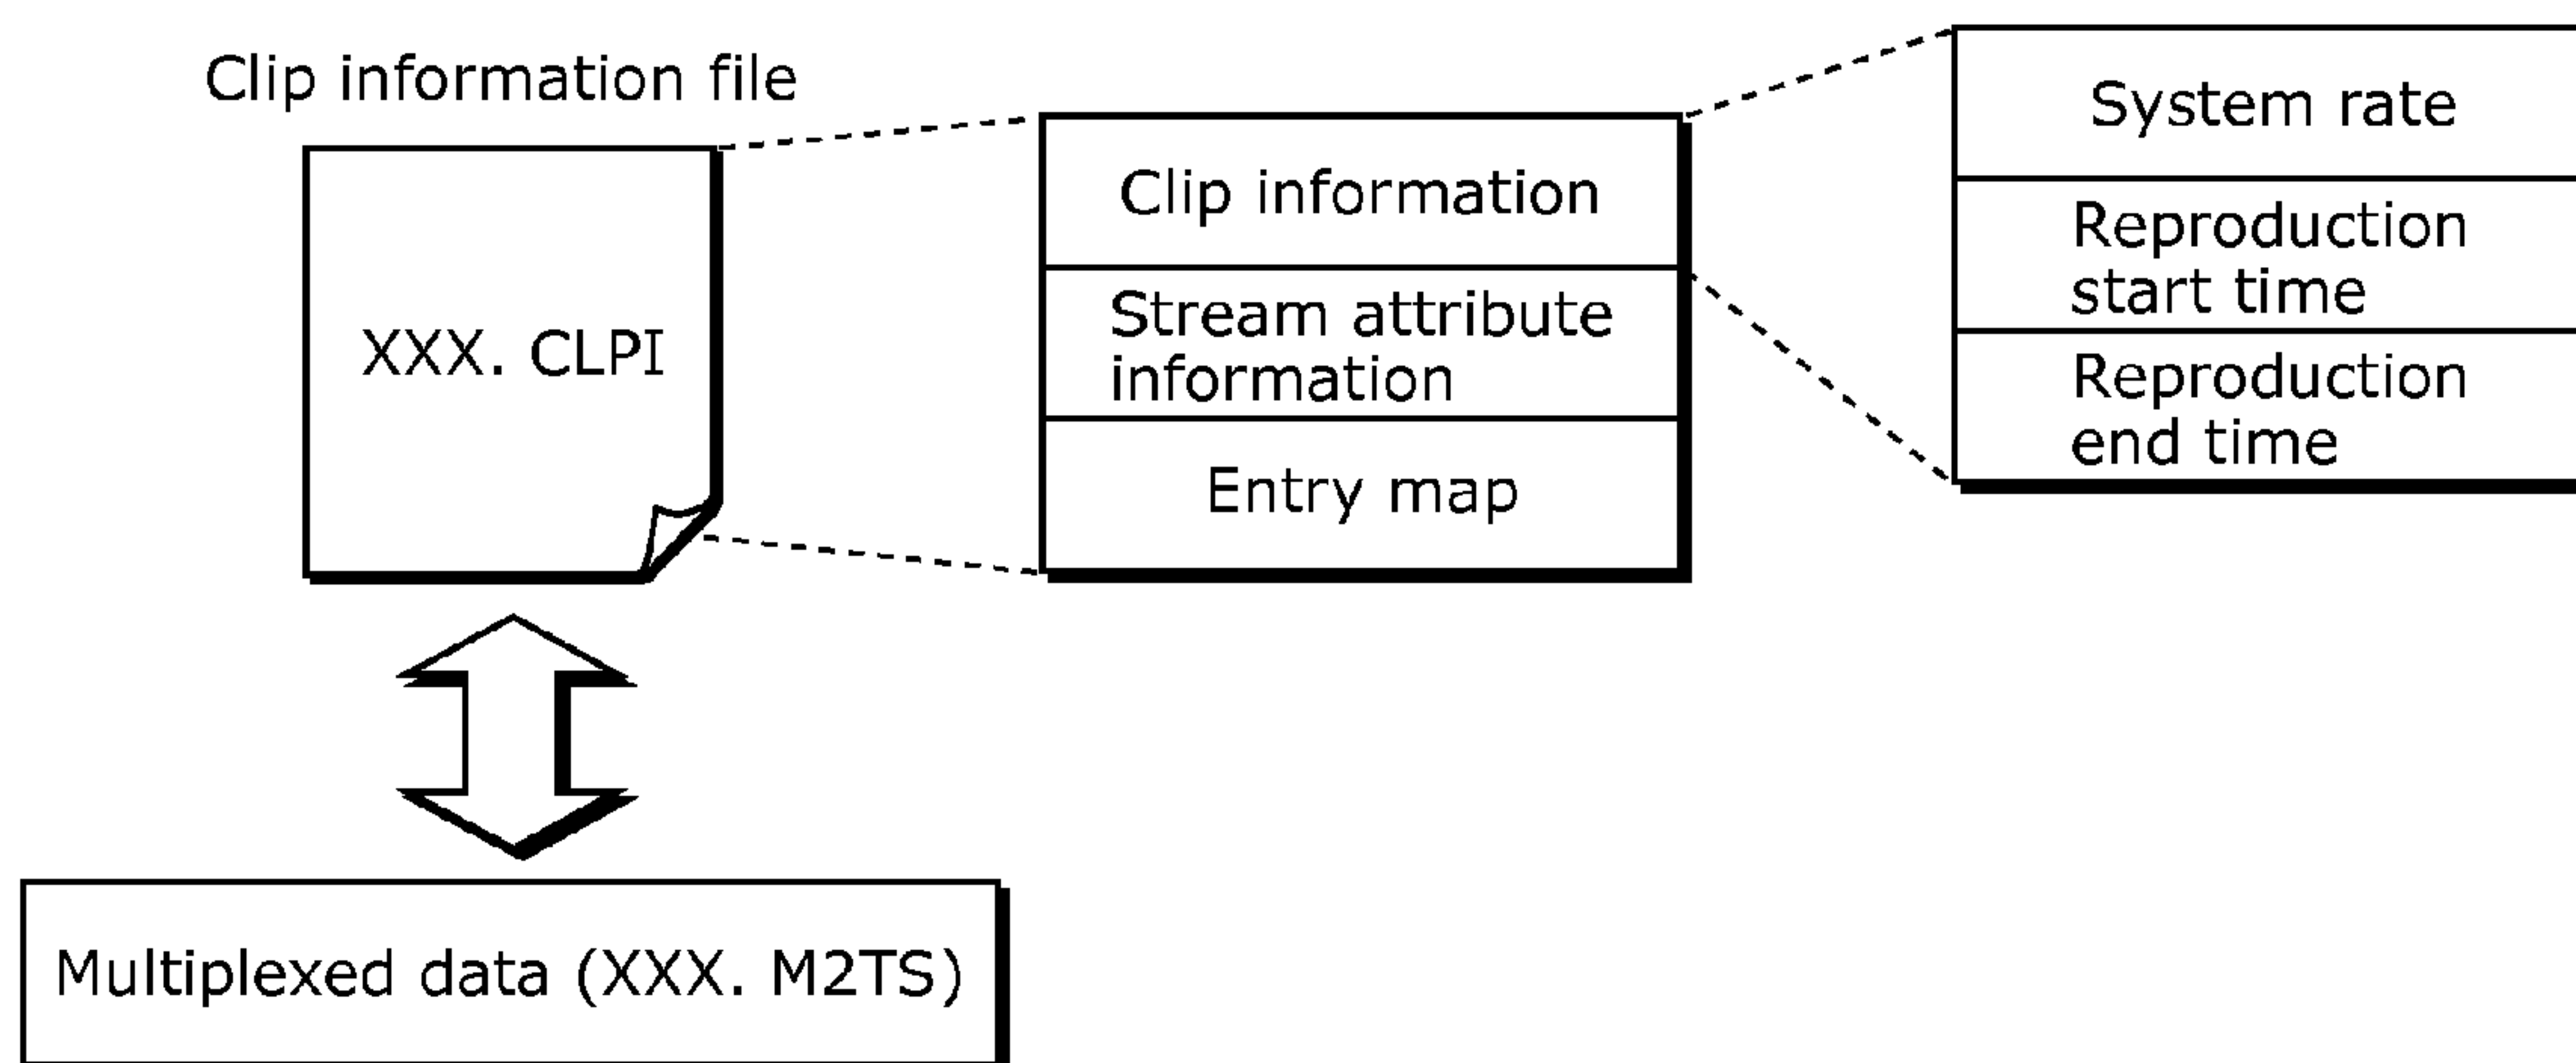 Clip information file
XXX. CLPI
Clip information
Stream attribute
information
Entry map
System rate
Reproduction
start time
Reproduction
end time
Multiplexed data (XXX. M2TS)